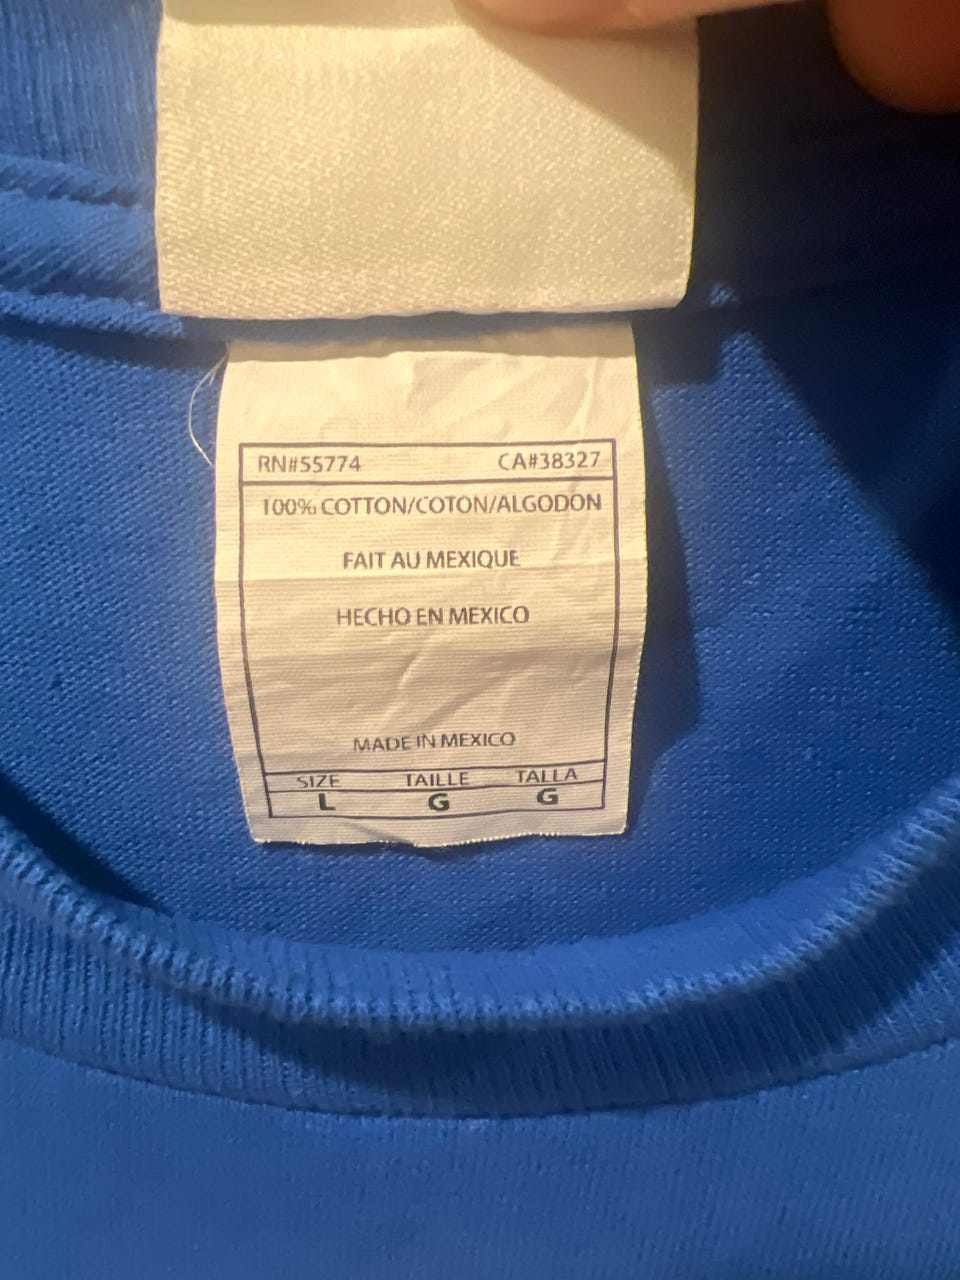 RN#55774 CA#38327
100% COTTON/COTON/ALGODON
FAIT AU MEXIQUE
HECHO EN MEXICO
MADE IN MEXICO
SIZE TAILLE TALLA
L G G